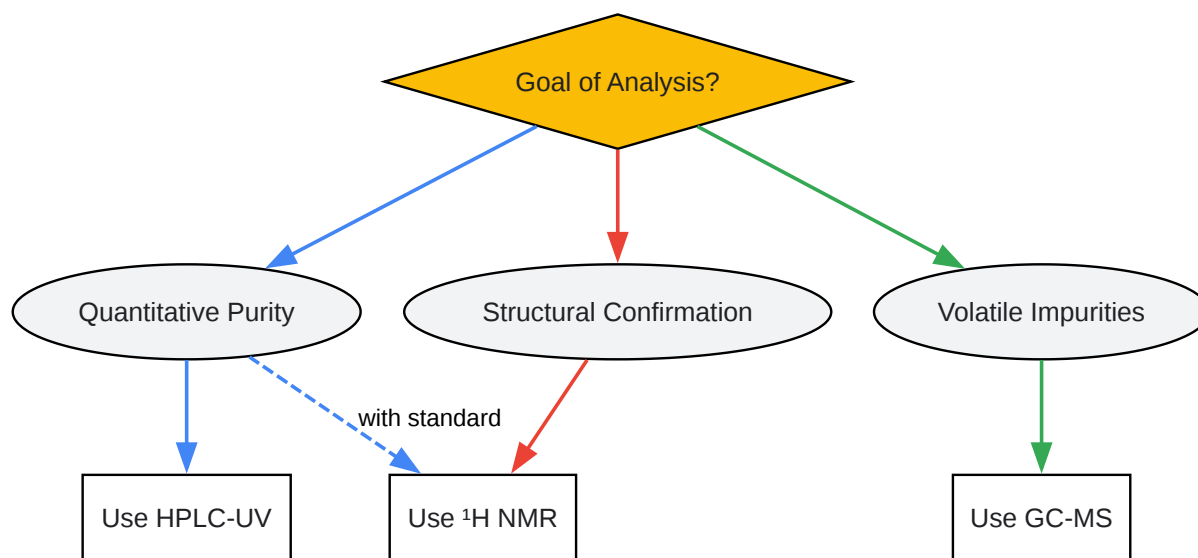 Goal of Analysis?
Quantitative Purity
Structural Confirmation
Volatile Impurities
with standard
Use HPLC-UV
Use ¹H NMR
Use GC-MS